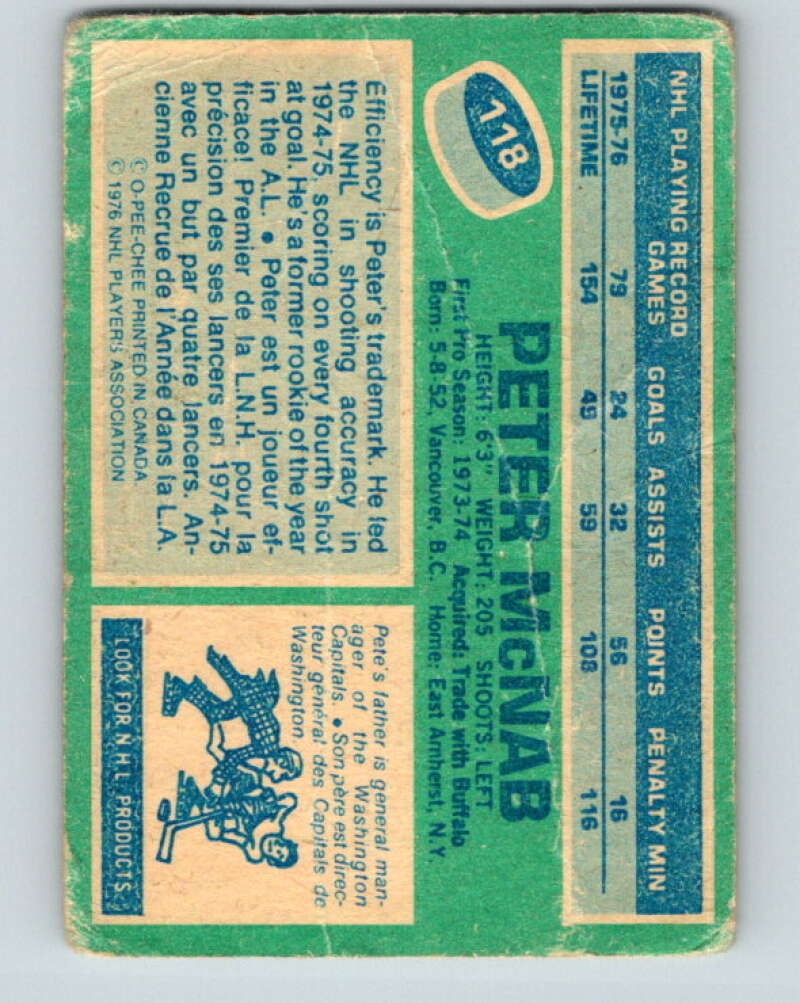 NHL PLAYING RECORD
GAMES GOALS ASSISTS POINTS PENALTY MIN
1975-76 79 24 32 56 16
LIFETIME 154 49 59 108 116
118
PETER McNAB
HEIGHT: 6'3" WEIGHT: 205 SHOOTS: LEFT
First Pro Season: 1973-74 Acquired: Trade with Buffalo
Born: 5-8-52, Vancouver, B.C. Home: East Amherst, N.Y.
Efficiency is Peter's trademark. He led
the NHL in shooting accuracy in
1974-75, scoring on every fourth shot
at goal. He's a former rookie of the year
in the A.L. • Peter est un joueur ef-
ficace! Premier de la L.N.H. pour la
précision des ses lancers en 1974-75
avec un but par quatre lancers. An-
cienne Recrue de l'Année dans la L.A.
© O-PEE-CHEE PRINTED IN CANADA
© 1976 NHL PLAYER'S ASSOCIATION
Pete's father is general man-
ager of the Washington
Capitals. • Son père est direc-
teur général des Capitals de
Washington.
LOOK FOR NHL PRODUCTS